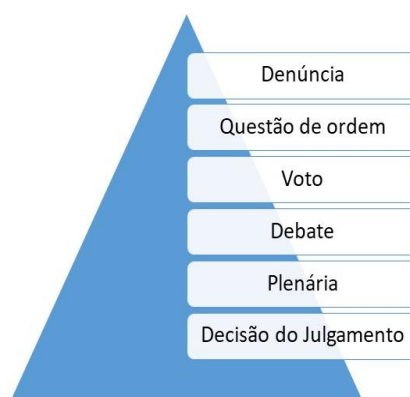 Denúncia
Questão de ordem
Voto
Debate
Plenária
Decisão do Julgamento